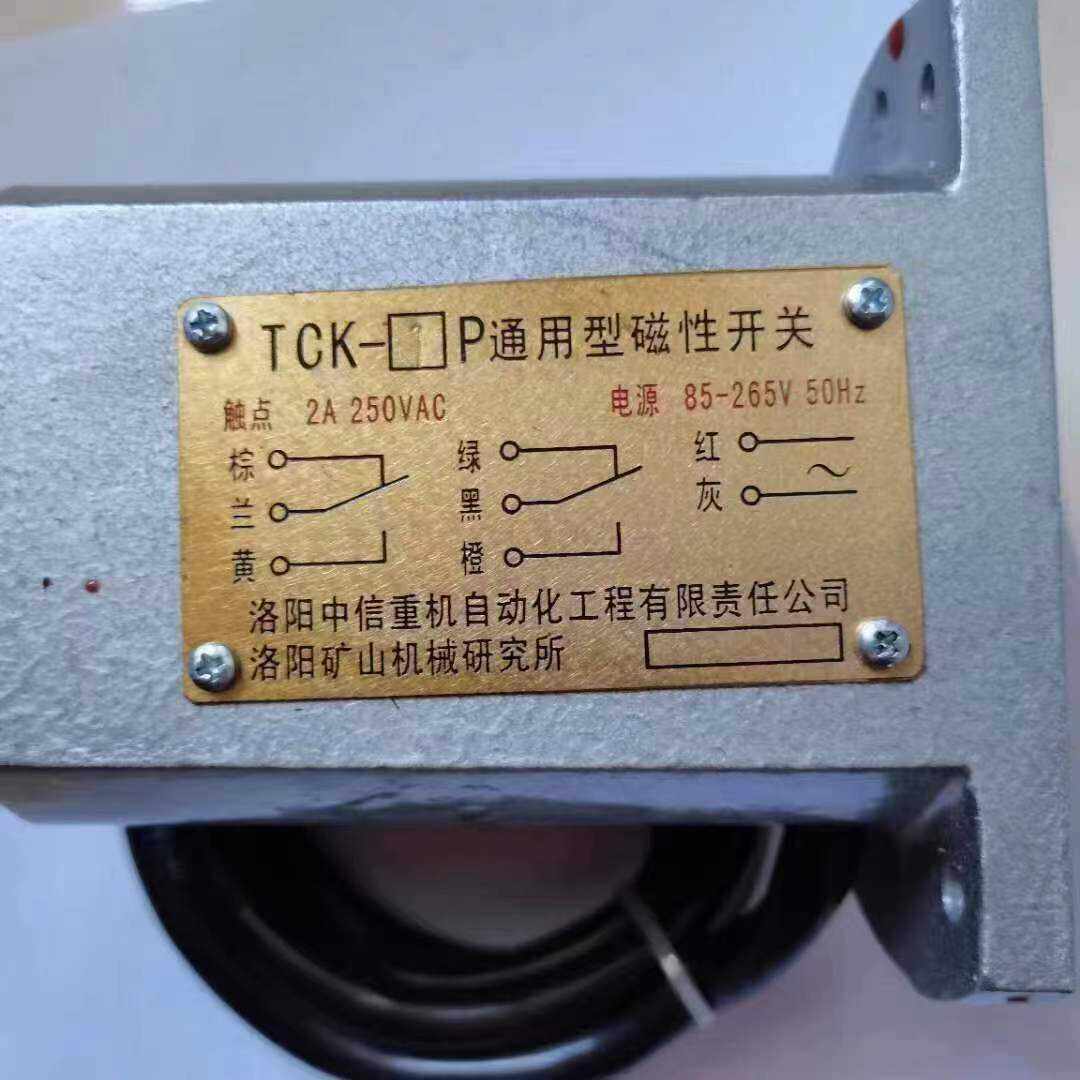 TCK-□P通用型磁性开关
触点 2A 250VAC 电源 85-265V 50Hz
棕 绿 红
兰 黑 灰
黄 橙
洛阳中信重机自动化工程有限责任公司
洛阳矿山机械研究所